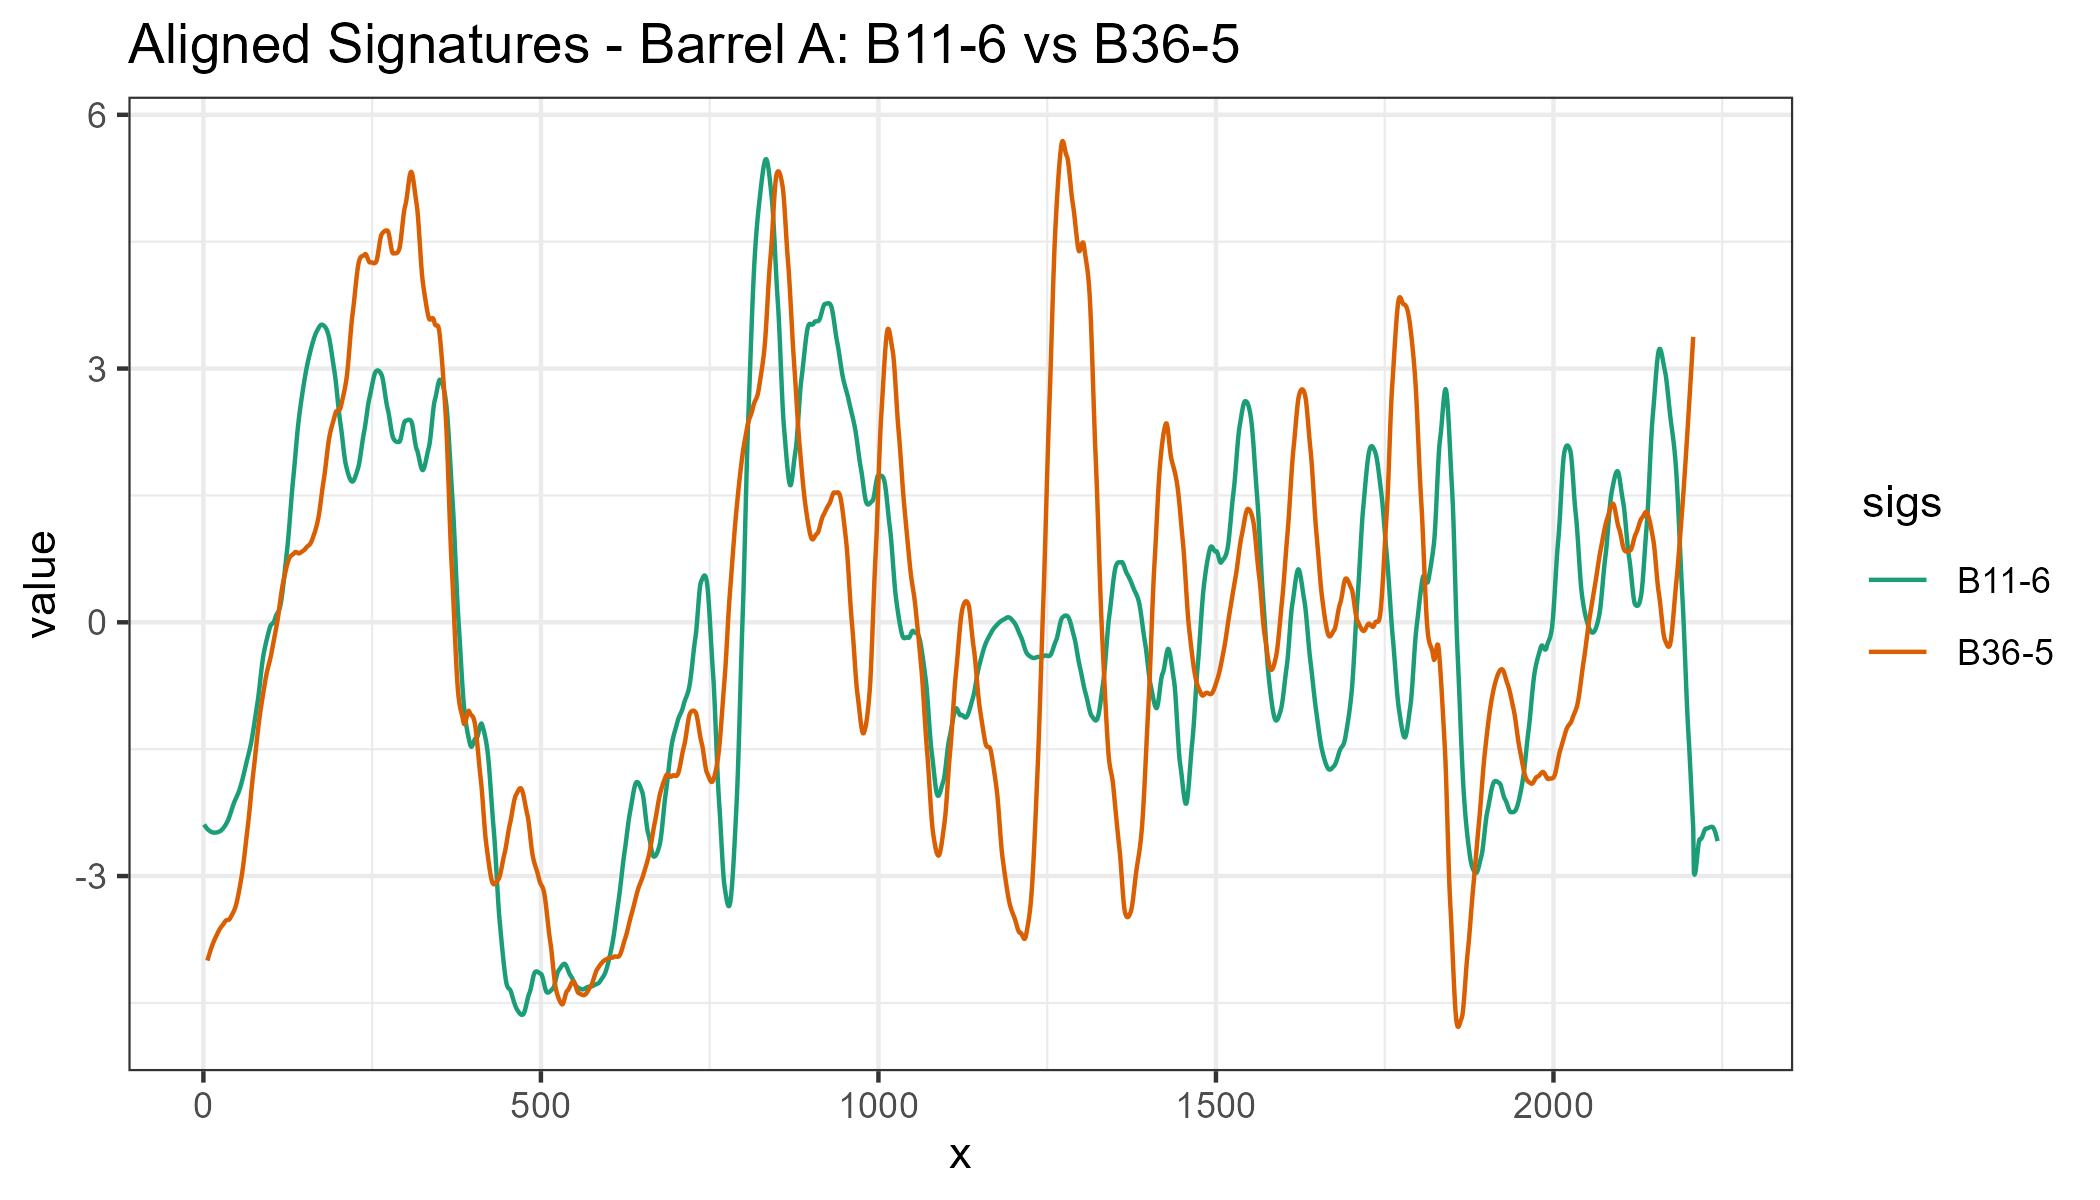 Aligned Signatures - Barrel A: B11-6 vs B36-5
6
3
0
-3
value
0 500 1000 1500 2000
x
sigs
B11-6
B36-5